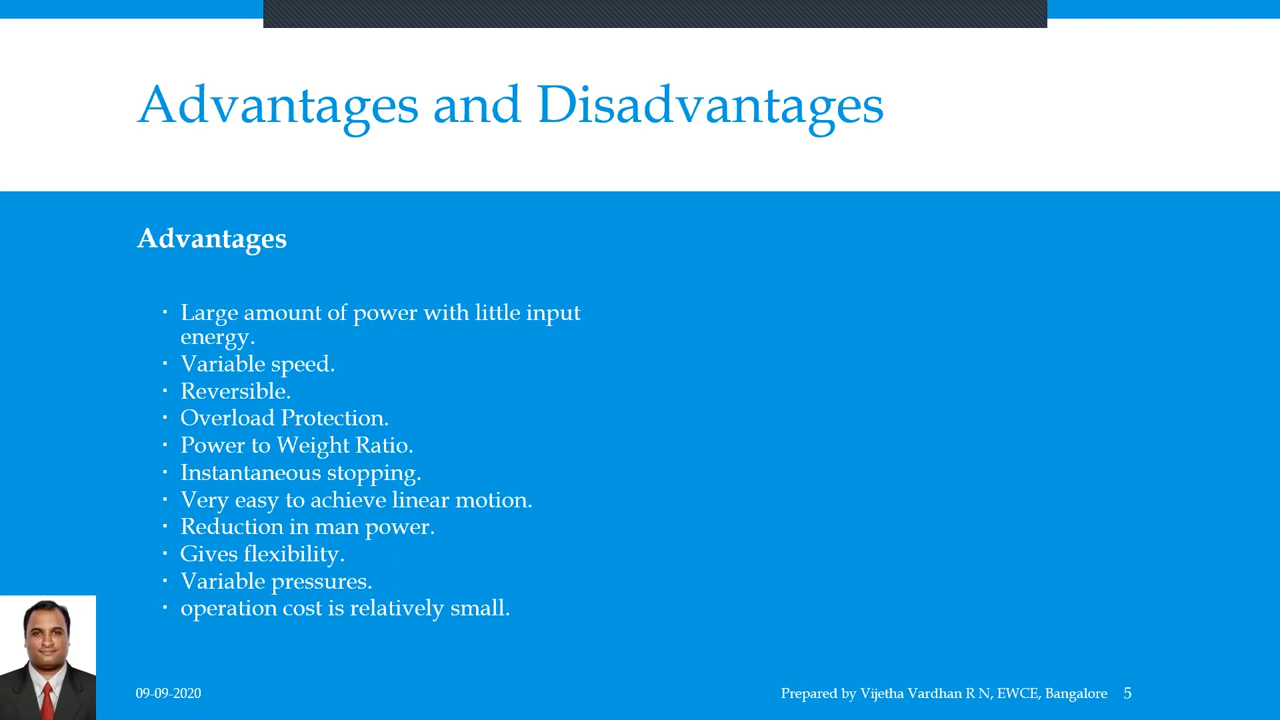 Advantages and Disadvantages
Advantages
· Large amount of power with little input
energy.
· Variable speed.
· Reversible.
· Overload Protection.
· Power to Weight Ratio.
· Instantaneous stopping.
· Very easy to achieve linear motion.
· Reduction in man power.
· Gives flexibility.
· Variable pressures.
· operation cost is relatively small.
09-09-2020 Prepared by Vijetha Vardhan R N, EWCE, Bangalore 5